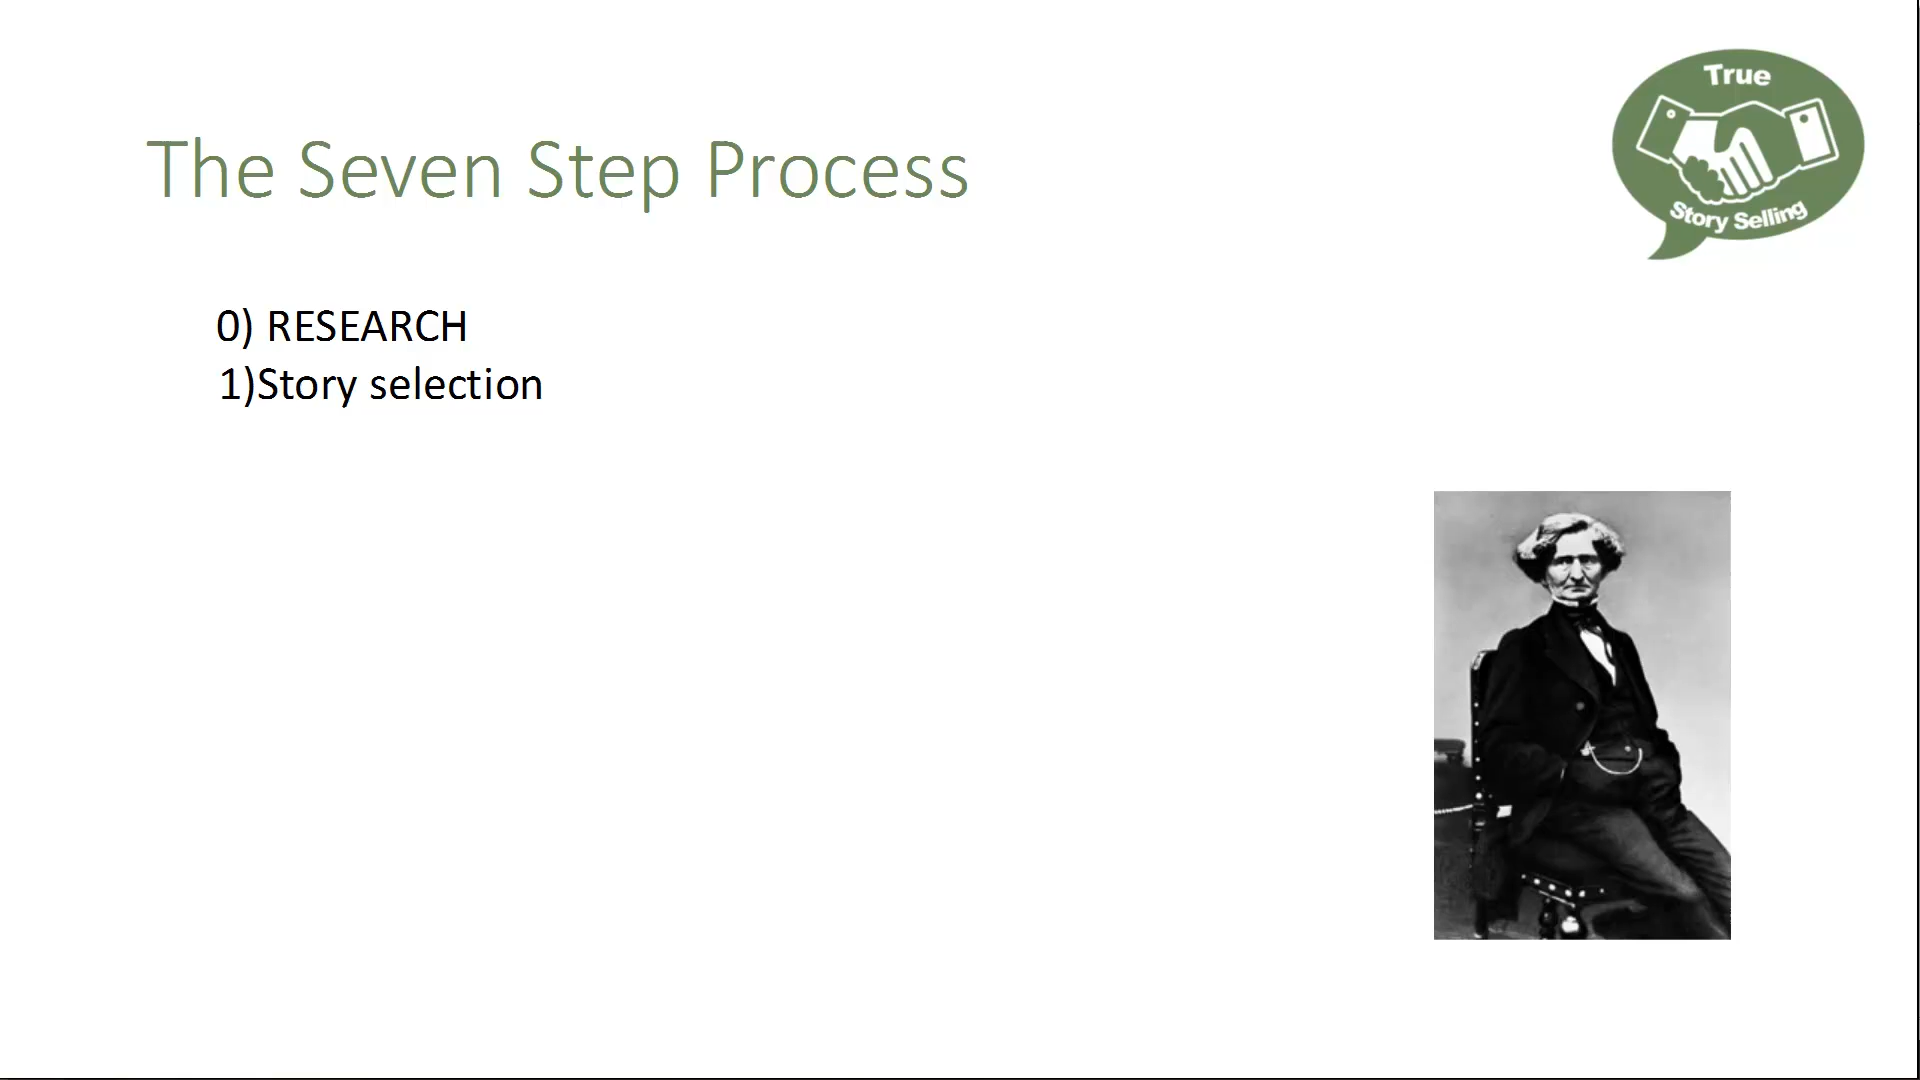 True
Story Selling
The Seven Step Process
0) RESEARCH
1)Story selection